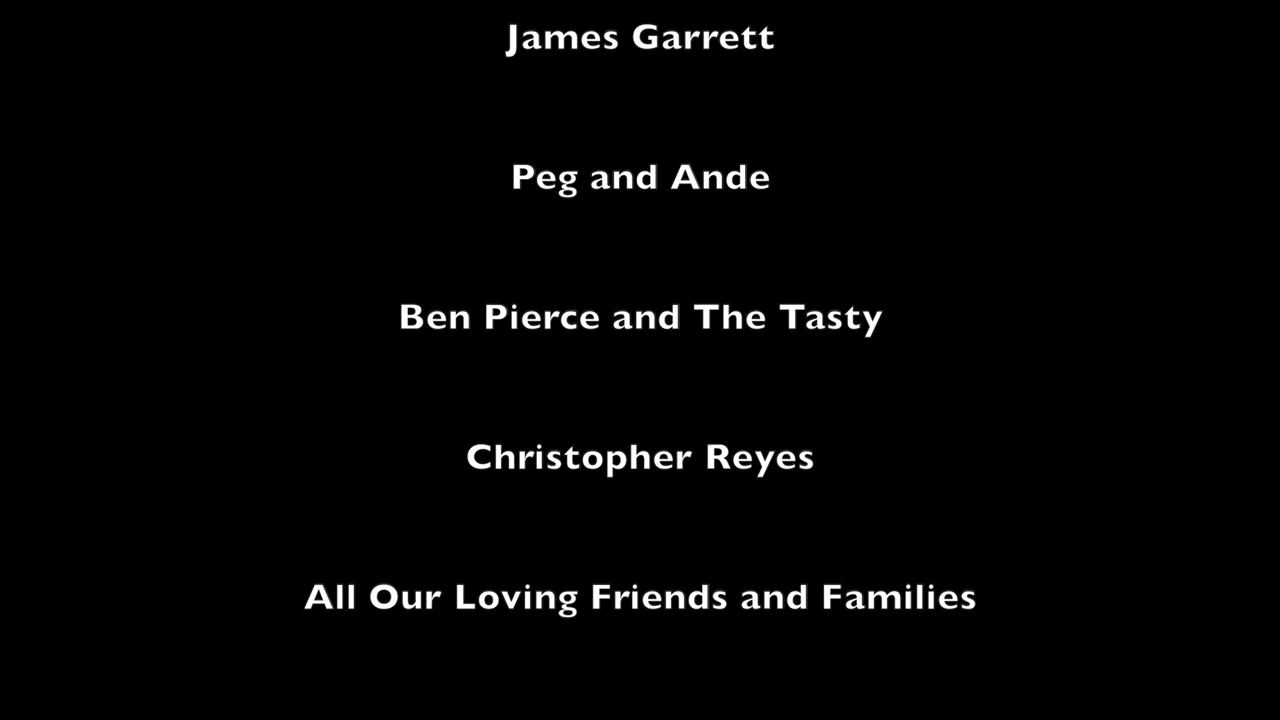 James Garrett
Peg and Ande
Ben Pierce and The Tasty
Christopher Reyes
All Our Loving Friends and Families